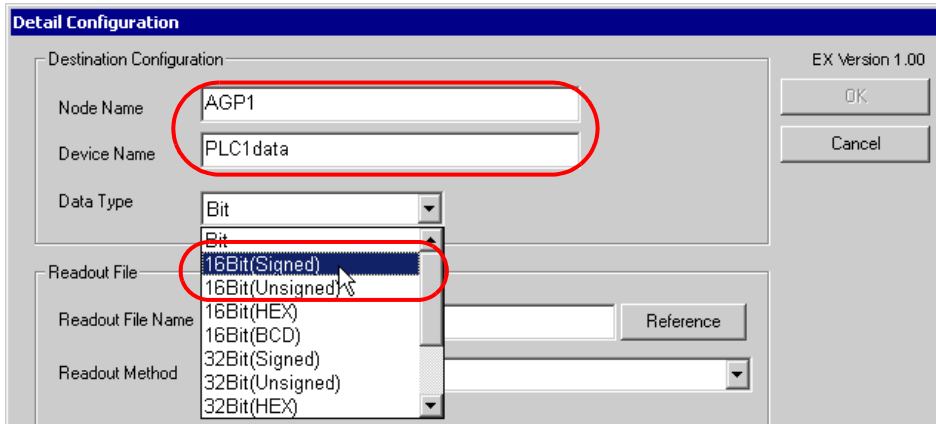 Detail Configuration
Destination Configuration
EX Version 1.00
Node Name
AGP1
OK
Device Name
PLC1data
Cancel
Data Type
Bit
Bit
16Bit(Signed)
Readout File
16Bit(Unsigned)
Readout File Name
16Bit(HEX)
Reference
16Bit(BCD)
32Bit(Signed)
Readout Method
32Bit(Unsigned)
32Bit(HEX)